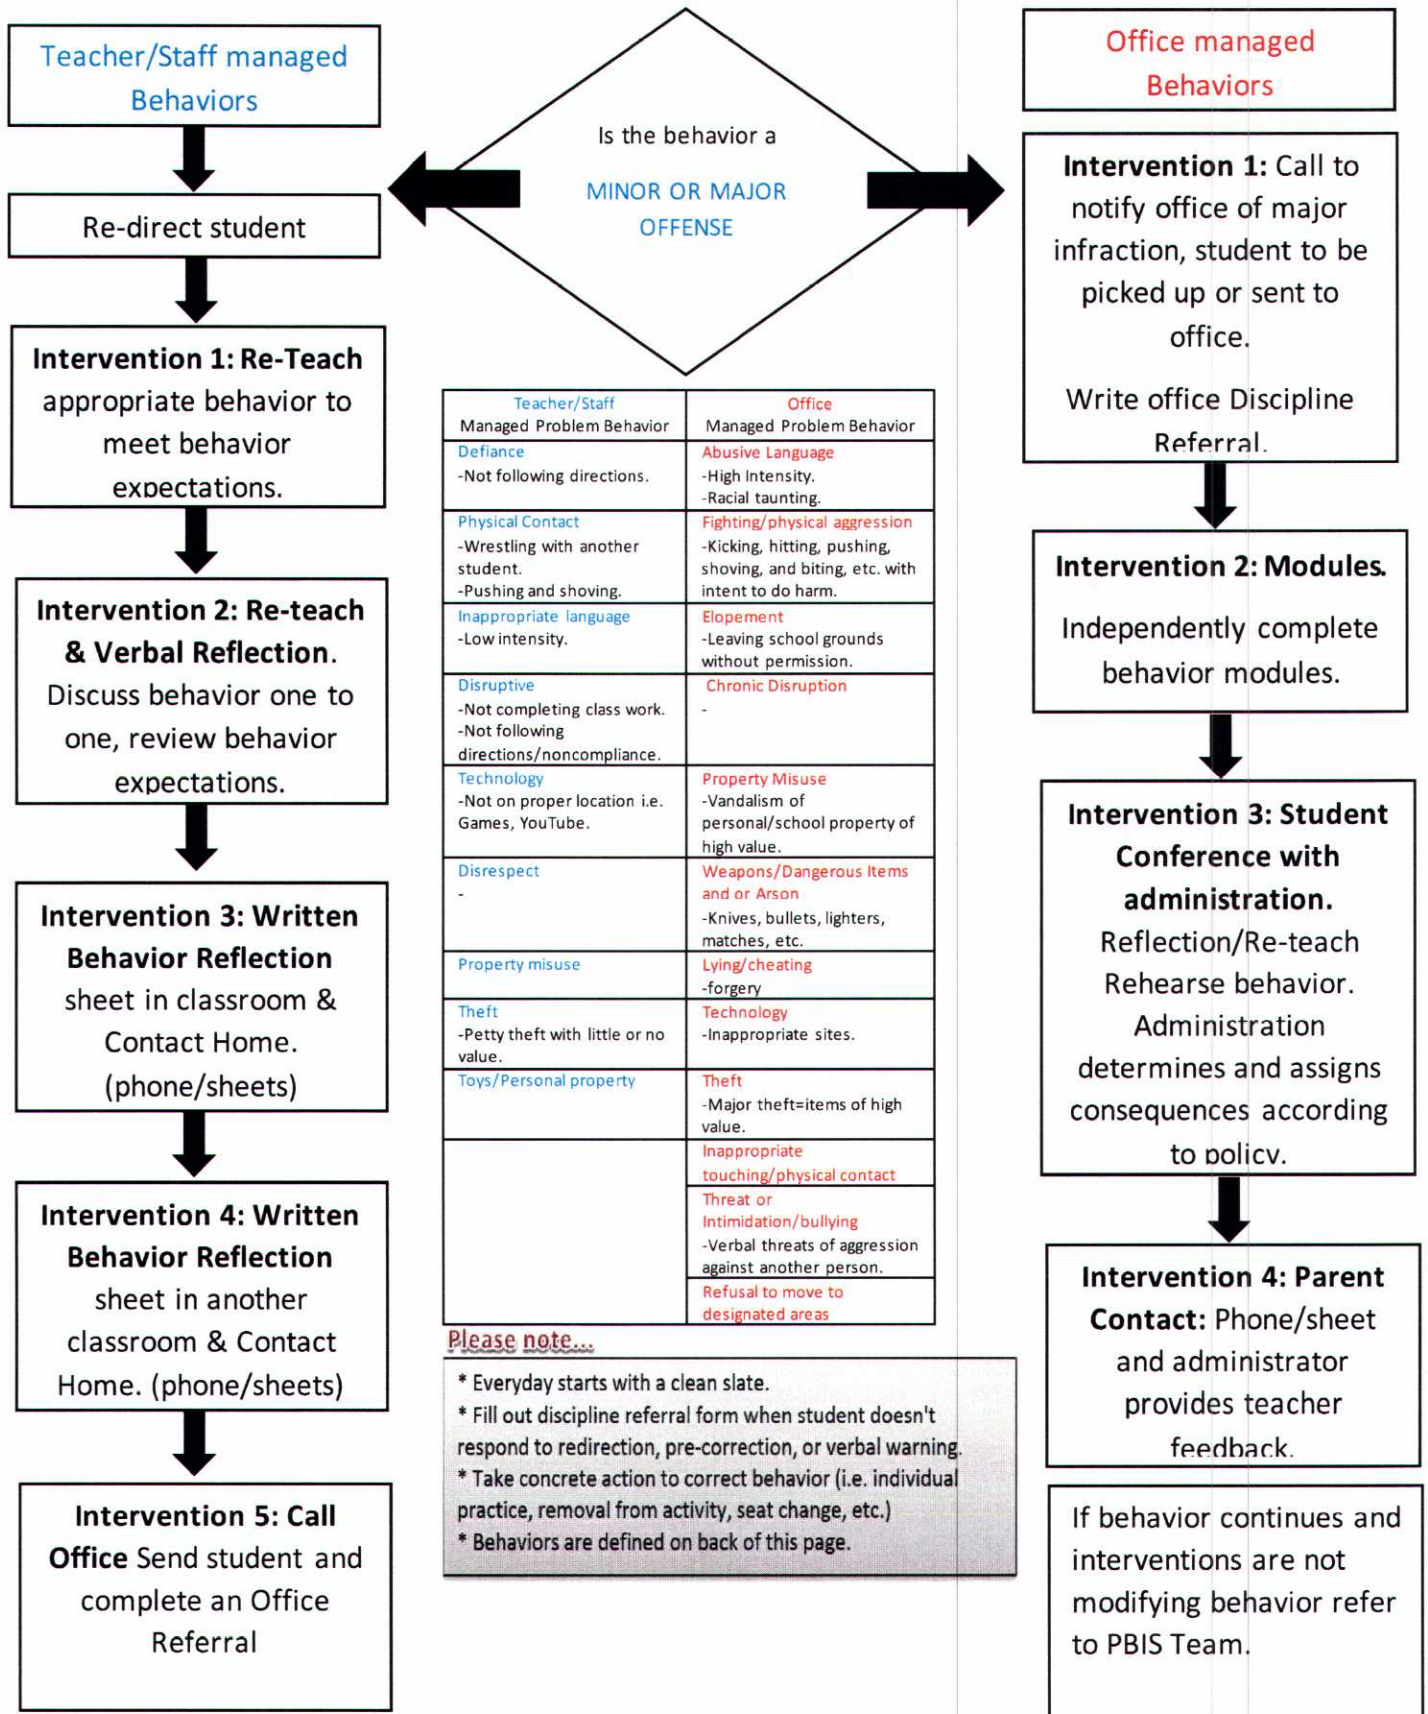 Teacher/Staff managed
Behaviors
Re-direct student
Intervention 1: Re-Teach
appropriate behavior to
meet behavior
expectations.
Intervention 2: Re-teach
& Verbal Reflection.
Discuss behavior one to
one, review behavior
expectations.
Intervention 3: Written
Behavior Reflection
sheet in classroom &
Contact Home.
(phone/sheets)
Intervention 4: Written
Behavior Reflection
sheet in another
classroom & Contact
Home. (phone/sheets)
Intervention 5: Call
Office Send student and
complete an Office
Referral
Is the behavior a
MINOR OR MAJOR
OFFENSE
Teacher/Staff
Managed Problem Behavior
Office
Managed Problem Behavior
Defiance
-Not following directions.
Abusive Language
-High Intensity.
-Racial taunting.
Physical Contact
-Wrestling with another
student.
-Pushing and shoving.
Fighting/physical aggression
-Kicking, hitting, pushing,
shoving, and biting, etc. with
intent to do harm.
Inappropriate language
-Low intensity.
Elopement
-Leaving school grounds
without permission.
Disruptive
-Not completing class work.
-Not following
directions/noncompliance.
Chronic Disruption
-
Technology
-Not on proper location i.e.
Games, YouTube.
Property Misuse
-Vandalism of
personal/school property of
high value.
Disrespect
-
Weapons/Dangerous Items
and or Arson
-Knives, bullets, lighters,
matches, etc.
Property misuse
Lying/cheating
-forgery
Theft
-Petty theft with little or no
value.
Technology
-Inappropriate sites.
Toys/Personal property
Theft
-Major theft=items of high
value.
Inappropriate
touching/physical contact
Threat or
Intimidation/bullying
-Verbal threats of aggression
against another person.
Refusal to move to
designated areas
Please note...
* Everyday starts with a clean slate.
* Fill out discipline referral form when student doesn't
respond to redirection, pre-correction, or verbal warning.
* Take concrete action to correct behavior (i.e. individual
practice, removal from activity, seat change, etc.)
* Behaviors are defined on back of this page.
Office managed
Behaviors
Intervention 1: Call to
notify office of major
infraction, student to be
picked up or sent to
office.
Write office Discipline
Referral.
Intervention 2: Modules.
Independently complete
behavior modules.
Intervention 3: Student
Conference with
administration.
Reflection/Re-teach
Rehearse behavior.
Administration
determines and assigns
consequences according
to policy.
Intervention 4: Parent
Contact: Phone/sheet
and administrator
provides teacher
feedback.
If behavior continues and
interventions are not
modifying behavior refer
to PBIS Team.